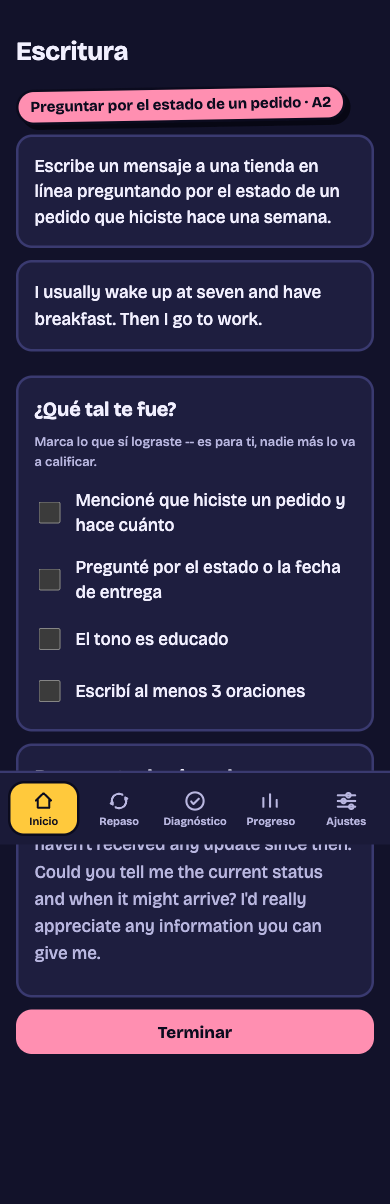 Escritura
Preguntar por el estado de un pedido · A2
Escribe un mensaje a una tienda en
línea preguntando por el estado de un
pedido que hiciste hace una semana.
I usually wake up at seven and have
breakfast. Then I go to work.
¿Qué tal te fue?
Marca lo que sí lograste -- es para ti, nadie más lo va
a calificar.
Mencioné que hiciste un pedido y
hace cuánto
Pregunté por el estado o la fecha
de entrega
El tono es educado
Escribí al menos 3 oraciones
Inicio
Repaso
Diagnóstico
Progreso
Ajustes
haven't received any update since then.
Could you tell me the current status
and when it might arrive? I'd really
appreciate any information you can
give me.
Terminar